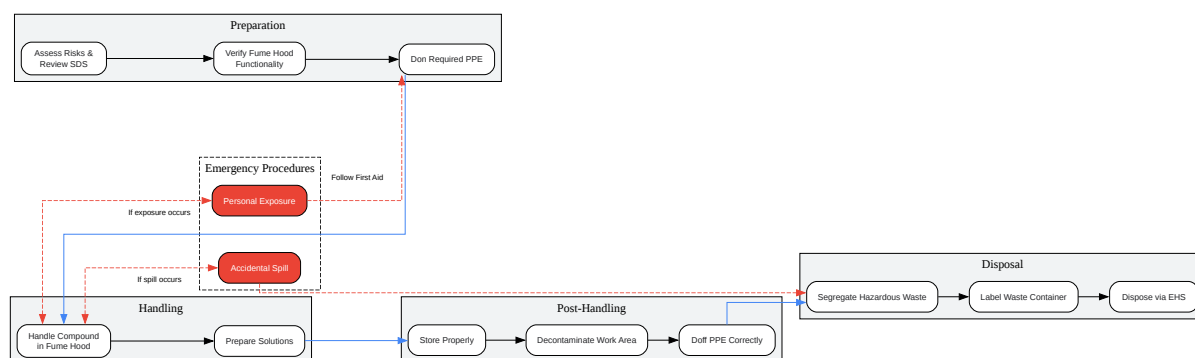 Preparation
Assess Risks &
Review SDS
Verify Fume Hood
Functionality
Don Required PPE
Emergency Procedures
Follow First Aid
Personal Exposure
If exposure occurs
Accidental Spill
If spill occurs
Disposal
Segregate Hazardous Waste
Label Waste Container
Dispose via EHS
Handling
Handle Compound
in Fume Hood
Prepare Solutions
Post-Handling
Store Properly
Decontaminate Work Area
Doff PPE Correctly